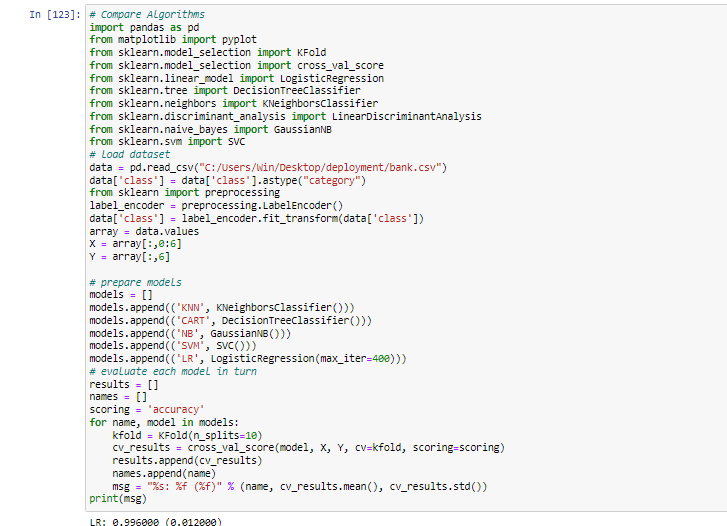 In [123]: # Compare Algorithms
import pandas as pd
from matplotlib import pyplot
from sklearn.model_selection import KFold
from sklearn.model_selection import cross_val_score
from sklearn.linear_model import LogisticRegression
from sklearn.tree import DecisionTreeClassifier
from sklearn.neighbors import KNeighborsClassifier
from sklearn.discriminant_analysis import LinearDiscriminantAnalysis
from sklearn.naive_bayes import GaussianNB
from sklearn.svm import SVC
# Load dataset
data = pd.read_csv("C:/Users/Win/Desktop/deployment/bank.csv")
data['class'] = data['class'].astype("category")
from sklearn import preprocessing
label_encoder = preprocessing.LabelEncoder()
data['class'] = label_encoder.fit_transform(data['class'])
array = data.values
X = array[:,0:6]
Y = array[:,6]
# prepare models
models = []
models.append(('KNN', KNeighborsClassifier()))
models.append(('CART', DecisionTreeClassifier()))
models.append(('NB', GaussianNB()))
models.append(('SVM', SVC()))
models.append(('LR', LogisticRegression(max_iter=400)))
# evaluate each model in turn
results = []
names = []
scoring = 'accuracy'
for name, model in models:
    kfold = KFold(n_splits=10)
    cv_results = cross_val_score(model, X, Y, cv=kfold, scoring=scoring)
    results.append(cv_results)
    names.append(name)
    msg = "%s: %f (%f)" % (name, cv_results.mean(), cv_results.std())
print(msg)
LR: 0.996000 (0.012000)